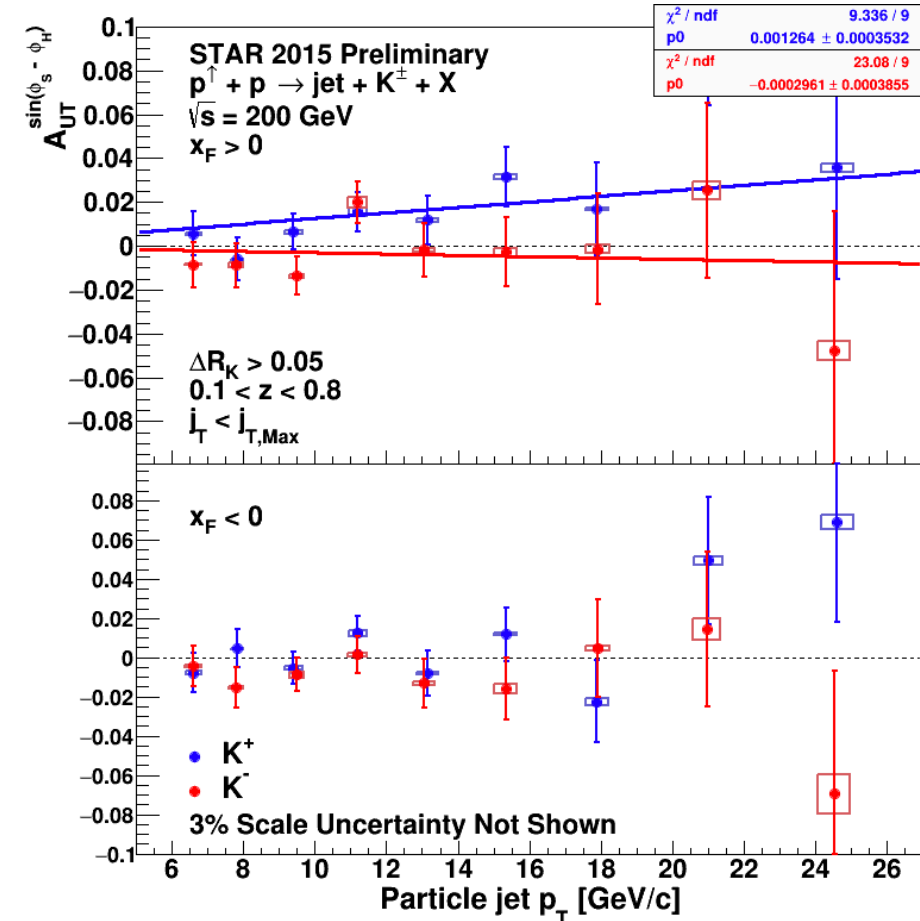 χ² / ndf 9.336 / 9
p0 0.001264 ± 0.0003532
χ² / ndf 23.08 / 9
p0 −0.0002961 ± 0.0003855
A_UT^sin(φ_S - φ_H)
STAR 2015 Preliminary
p^↑ + p → jet + K^± + X
√s = 200 GeV
x_F > 0
0.1
0.08
0.06
0.04
0.02
0
−0.02
−0.04
−0.06
−0.08
ΔR_K > 0.05
0.1 < z < 0.8
j_T < j_T,Max
x_F < 0
0.08
0.06
0.04
0.02
0
−0.02
−0.04
−0.06
−0.08
−0.1
K^+
K^-
3% Scale Uncertainty Not Shown
6 8 10 12 14 16 18 20 22 24 26
Particle jet p_T [GeV/c]